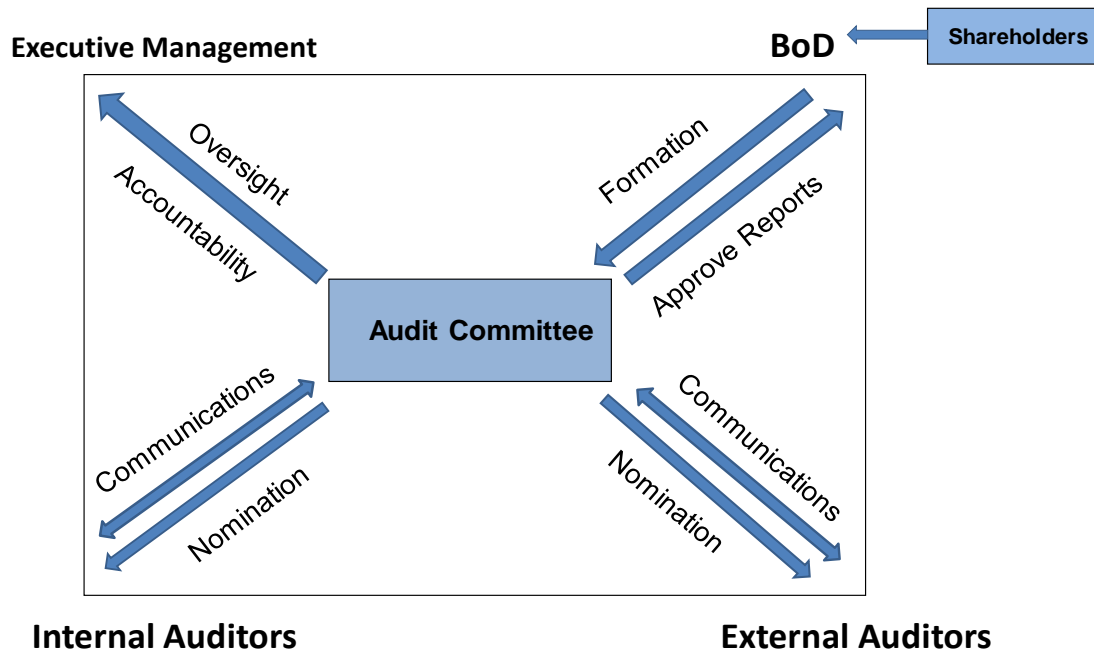 Executive Management
BoD
Shareholders
Oversight
Accountability
Formation
Approve Reports
Audit Committee
Communications
Nomination
Communications
Nomination
Internal Auditors
External Auditors